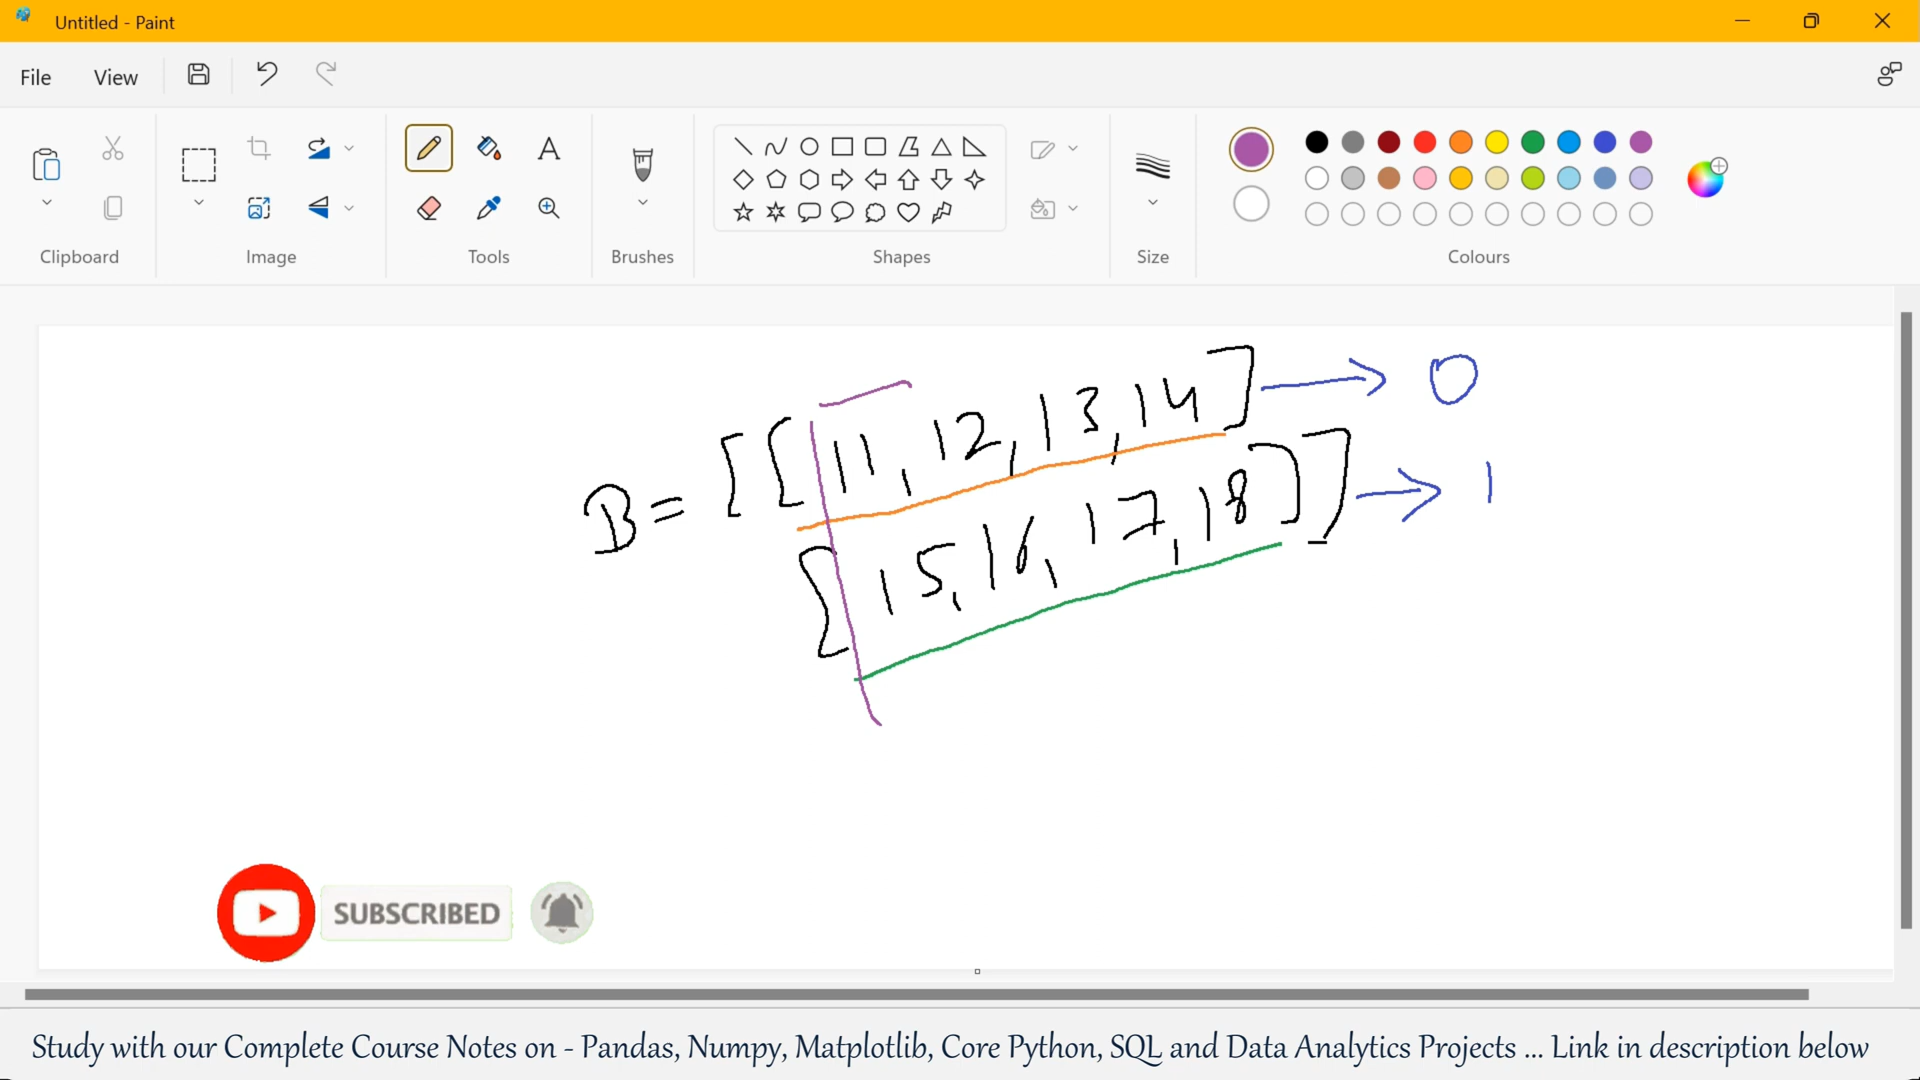 Untitled - Paint
File View
Clipboard
Image
Tools
Brushes
Shapes
Size
Colours
B = [[11, 12, 13, 14] → 0
[15, 16, 17, 18]] → 1
SUBSCRIBED
Study with our Complete Course Notes on - Pandas, Numpy, Matplotlib, Core Python, SQL and Data Analytics Projects ... Link in description below